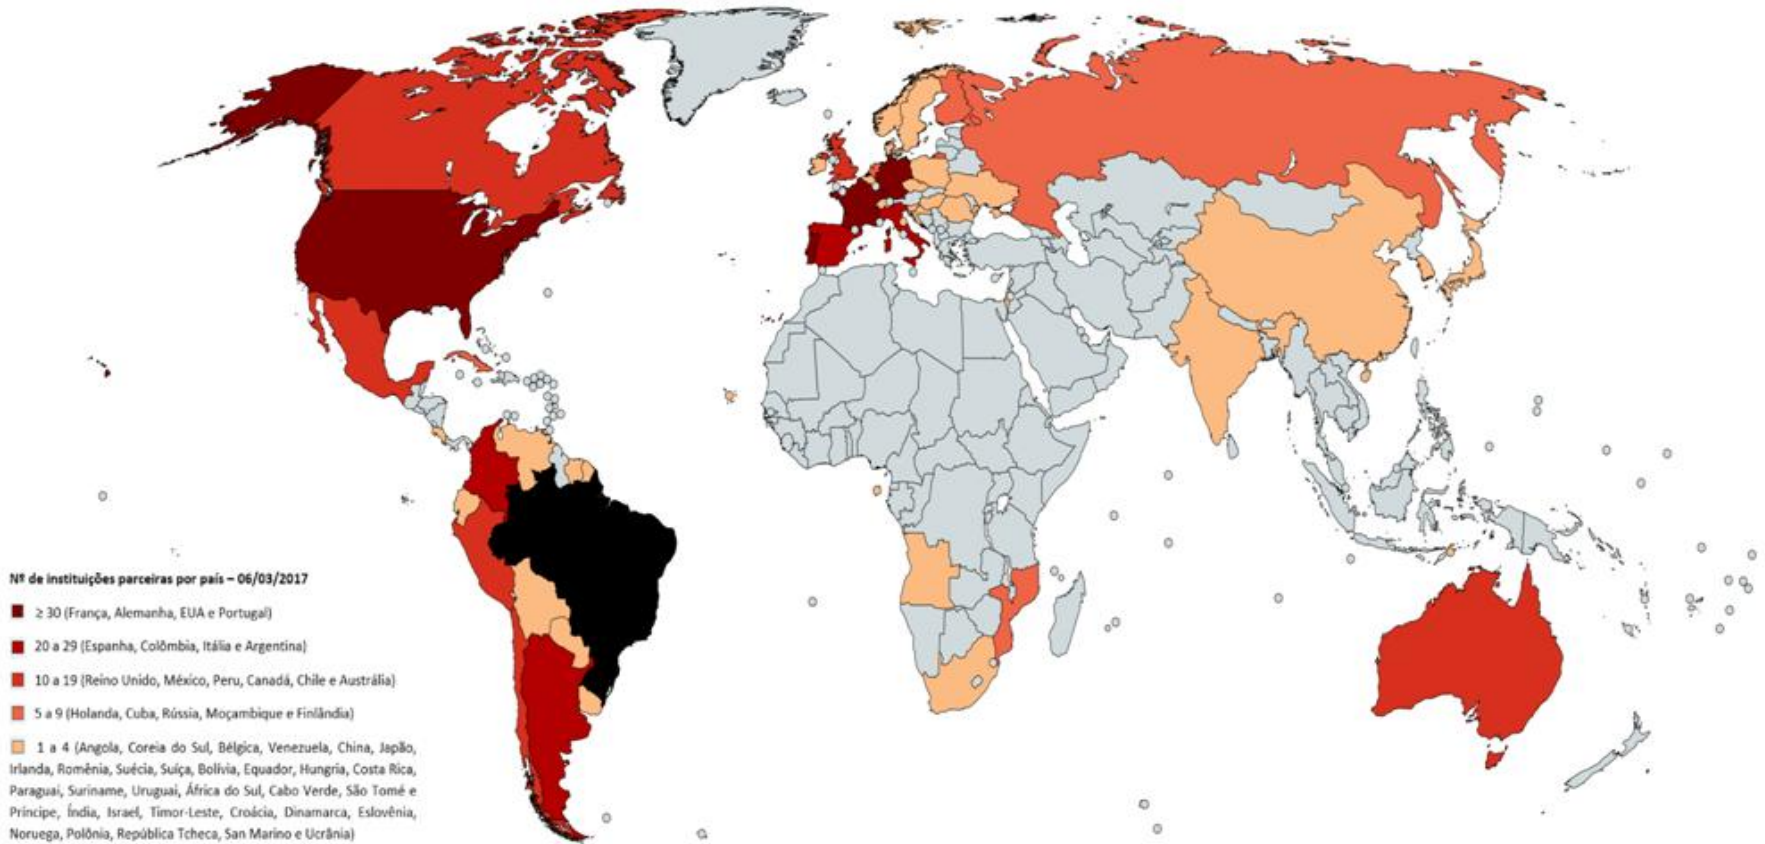 Nº de instituições parceiras por país – 06/03/2017
≥ 30 (França, Alemanha, EUA e Portugal)
20 a 29 (Espanha, Colômbia, Itália e Argentina)
10 a 19 (Reino Unido, México, Peru, Canadá, Chile e Austrália)
5 a 9 (Holanda, Cuba, Rússia, Moçambique e Finlândia)
1 a 4 (Angola, Coreia do Sul, Bélgica, Venezuela, China, Japão,
Irlanda, Romênia, Suécia, Suíça, Bolívia, Equador, Hungria, Costa Rica,
Paraguai, Suriname, Uruguai, África do Sul, Cabo Verde, São Tomé e
Príncipe, Índia, Israel, Timor-Leste, Croácia, Dinamarca, Eslovênia,
Noruega, Polônia, República Tcheca, San Marino e Ucrânia)